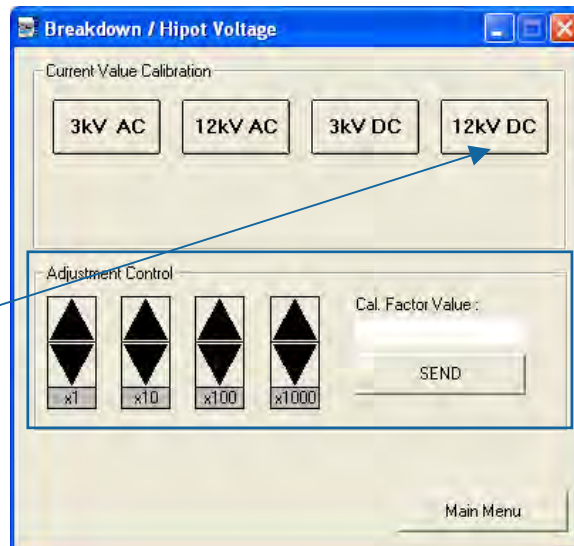 Breakdown / Hipot Voltage
Current Value Calibration
3kV AC 12kV AC 3kV DC 12kV DC
Adjustment Control
Cal. Factor Value :
SEND
x1 x10 x100 x1000
Main Menu